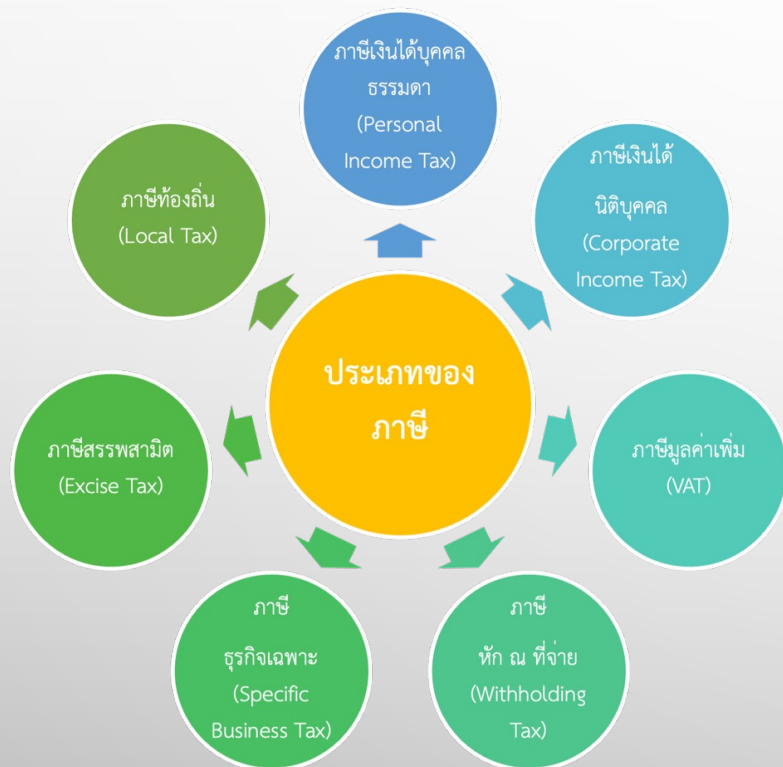 ภาษีเงินได้บุคคล
ธรรมดา
(Personal
Income Tax)
ภาษีเงินได้
นิติบุคคล
(Corporate
Income Tax)
ภาษีท้องถิ่น
(Local Tax)
ประเภทของ
ภาษี
ภาษีมูลค่าเพิ่ม
(VAT)
ภาษีสรรพสามิต
(Excise Tax)
ภาษี
หัก ณ ที่จ่าย
(Withholding
Tax)
ภาษี
ธุรกิจเฉพาะ
(Specific
Business Tax)